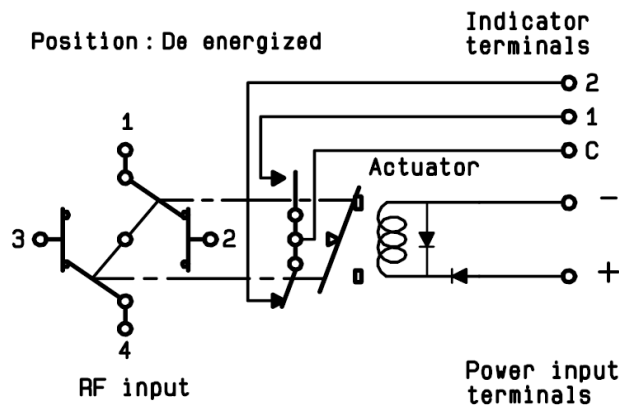 Position : De energized
Indicator
terminals
2
1
C
1
Actuator
-
3
2
+
4
RF input
Power input
terminals